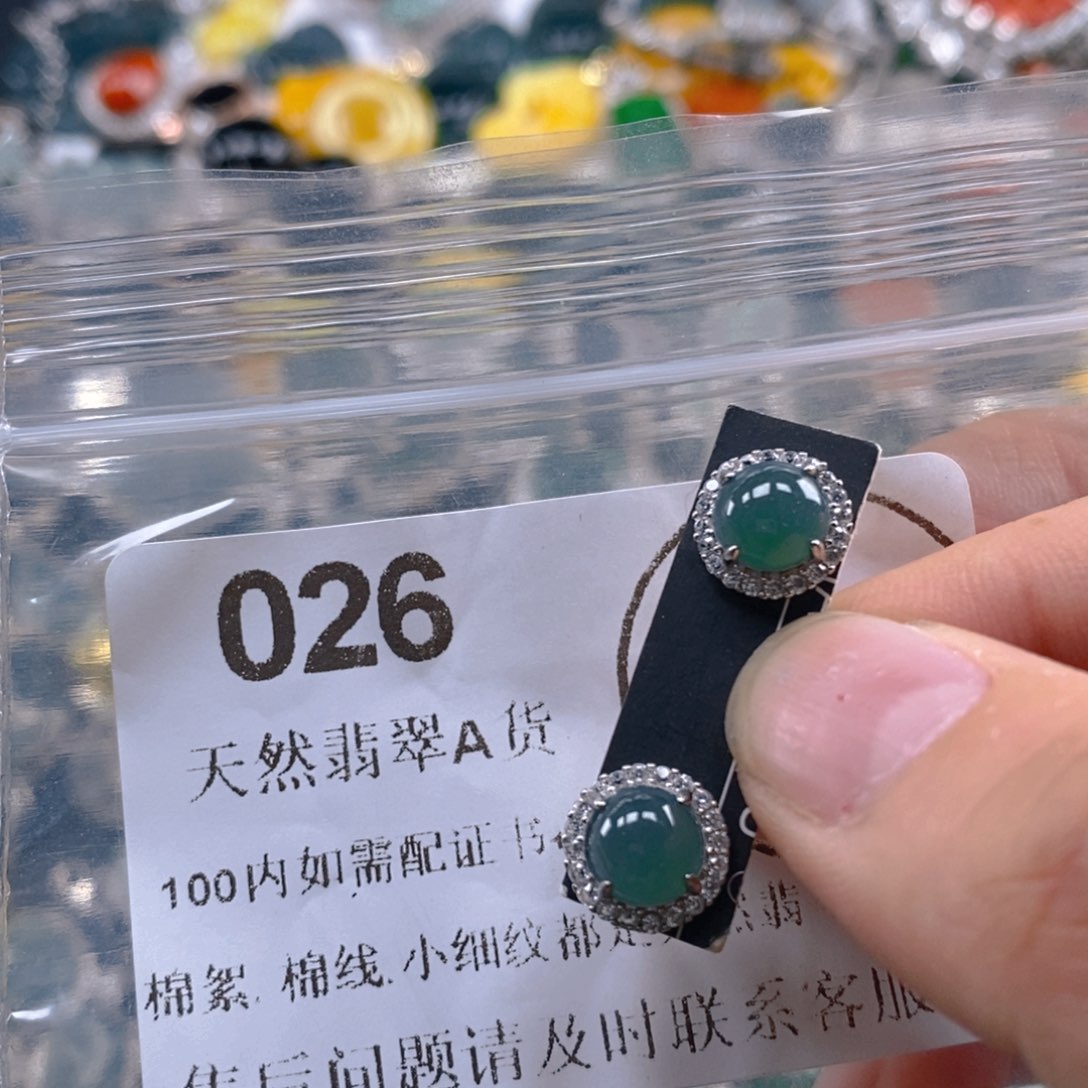 026
天然翡翠A货
100内如需配证书
棉絮. 棉线. 小细纹都 翡
售后问题请及时联系客服